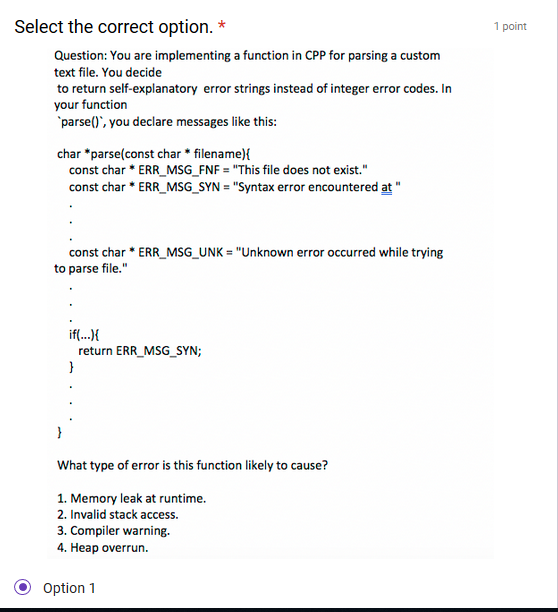 Select the correct option. *
1 point
Question: You are implementing a function in CPP for parsing a custom
text file. You decide
to return self-explanatory error strings instead of integer error codes. In
your function
`parse()`, you declare messages like this:
char *parse(const char * filename){
const char * ERR_MSG_FNF = "This file does not exist."
const char * ERR_MSG_SYN = "Syntax error encountered at "
.
.
.
const char * ERR_MSG_UNK = "Unknown error occurred while trying
to parse file."
.
.
.
if(...){
return ERR_MSG_SYN;
}
.
.
.
}
What type of error is this function likely to cause?
1. Memory leak at runtime.
2. Invalid stack access.
3. Compiler warning.
4. Heap overrun.
Option 1